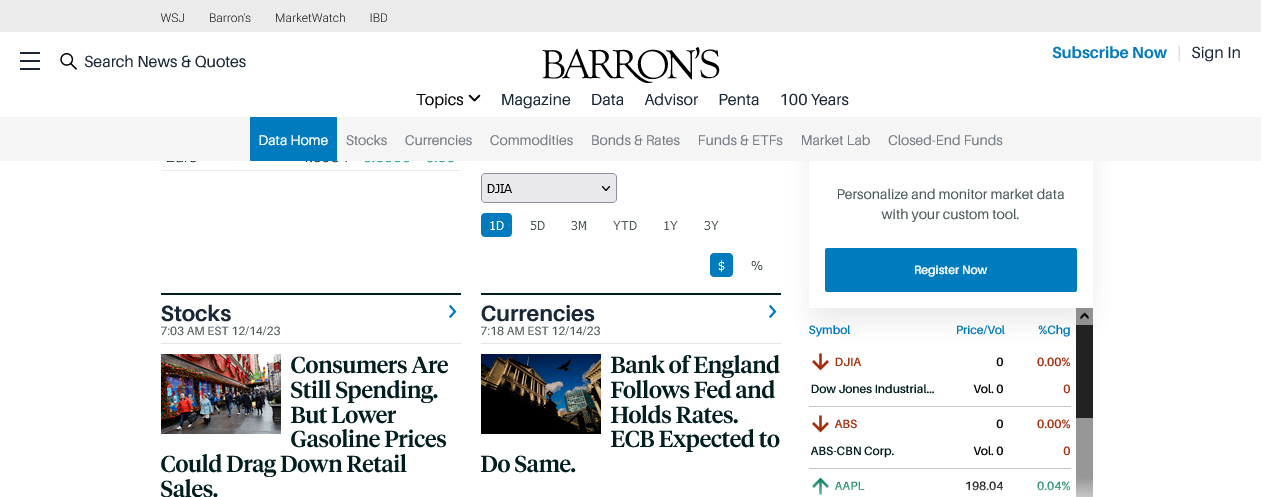 WSJ Barron's MarketWatch IBD
Search News & Quotes
BARRON'S
Subscribe Now | Sign In
Topics Magazine Data Advisor Penta 100 Years
Data Home Stocks Currencies Commodities Bonds & Rates Funds & ETFs Market Lab Closed-End Funds
DJIA
1D 5D 3M YTD 1Y 3Y
$ %
Personalize and monitor market data
with your custom tool.
Register Now
Stocks
7:03 AM EST 12/14/23
Consumers Are
Still Spending.
But Lower
Gasoline Prices
Could Drag Down Retail
Sales.
Currencies
7:18 AM EST 12/14/23
Bank of England
Follows Fed and
Holds Rates.
ECB Expected to
Do Same.
Symbol Price/Vol %Chg
DJIA 0 0.00%
Dow Jones Industrial... Vol. 0 0
ABS 0 0.00%
ABS-CBN Corp. Vol. 0 0
AAPL 198.04 0.04%